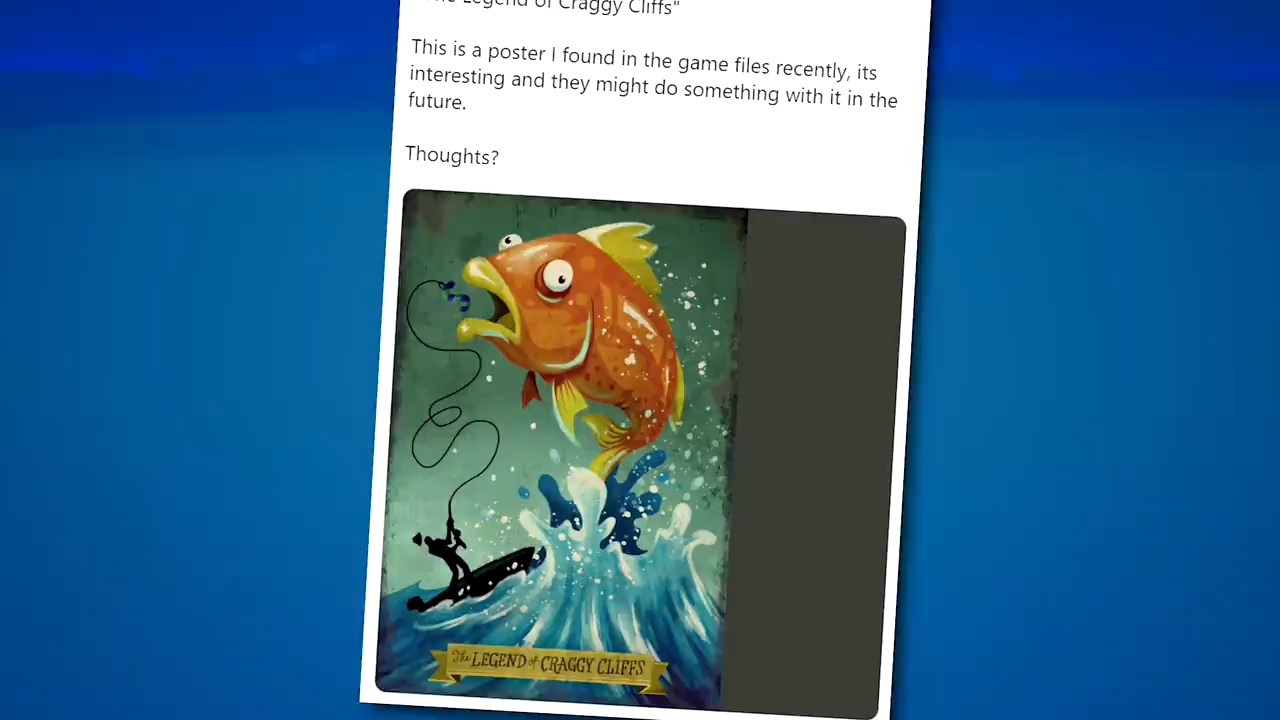 The Legend of Craggy Cliffs"
This is a poster I found in the game files recently, its
interesting and they might do something with it in the
future.
Thoughts?
The LEGEND of CRAGGY CLIFFS